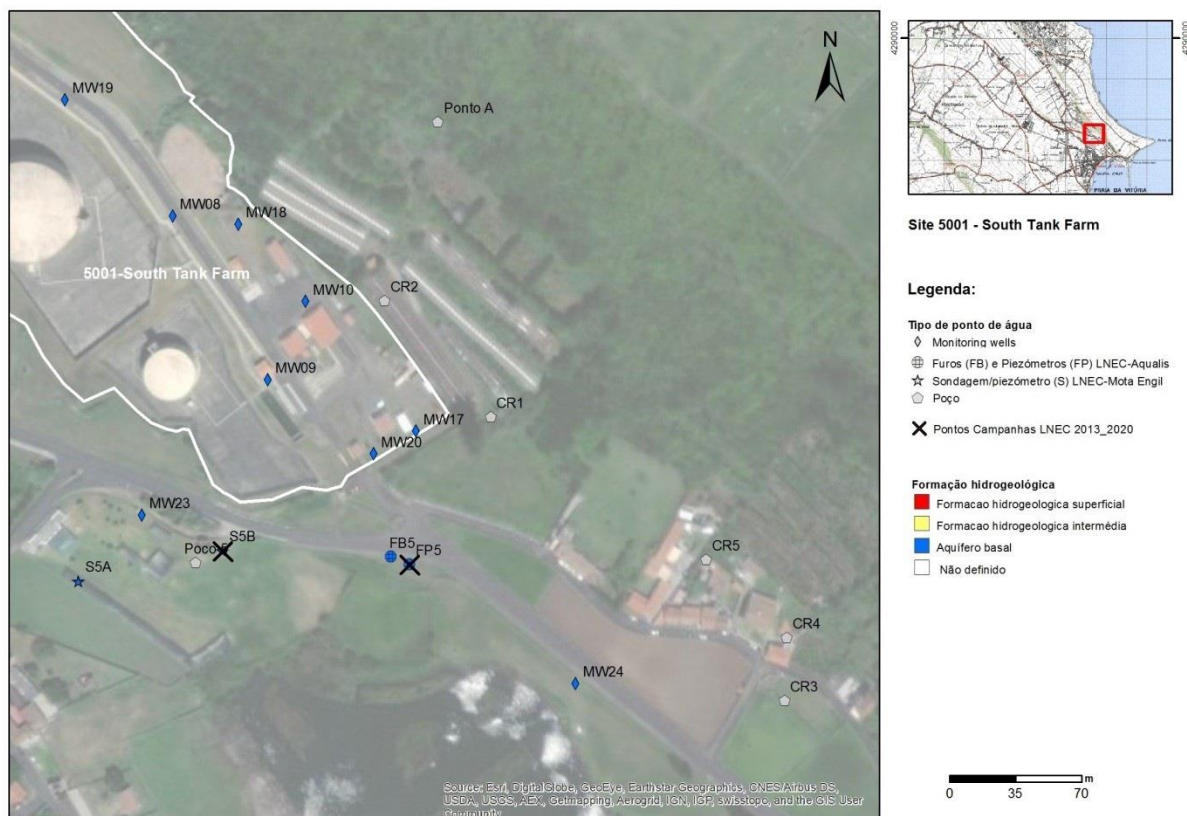 N
MW19
Ponto A
MW08
MW18
5001-South Tank Farm
MW10
CR2
MW09
CR1
MW17
MW20
MW23
S5B
FB5
FP5
S5A
CR5
CR4
MW24
CR3
Source: Esri, DigitalGlobe, GeoEye, Earthstar Geographics, CNES/Airbus DS,
USDA, USGS, AEX, Getmapping, Aerogrid, IGN, IGP, swisstopo, and the GIS User
Community
4290000
4290000
PRAIA DA VITÓRIA
Site 5001 - South Tank Farm
Legenda:
Tipo de ponto de água
Monitoring wells
Furos (FB) e Piezómetros (FP) LNEC-Aqualis
Sondagem/piezómetro (S) LNEC-Mota Engil
Poço
Pontos Campanhas LNEC 2013_2020
Formação hidrogeológica
Formacao hidrogeologica superficial
Formacao hidrogeologica intermédia
Aquífero basal
Não definido
m
0 35 70